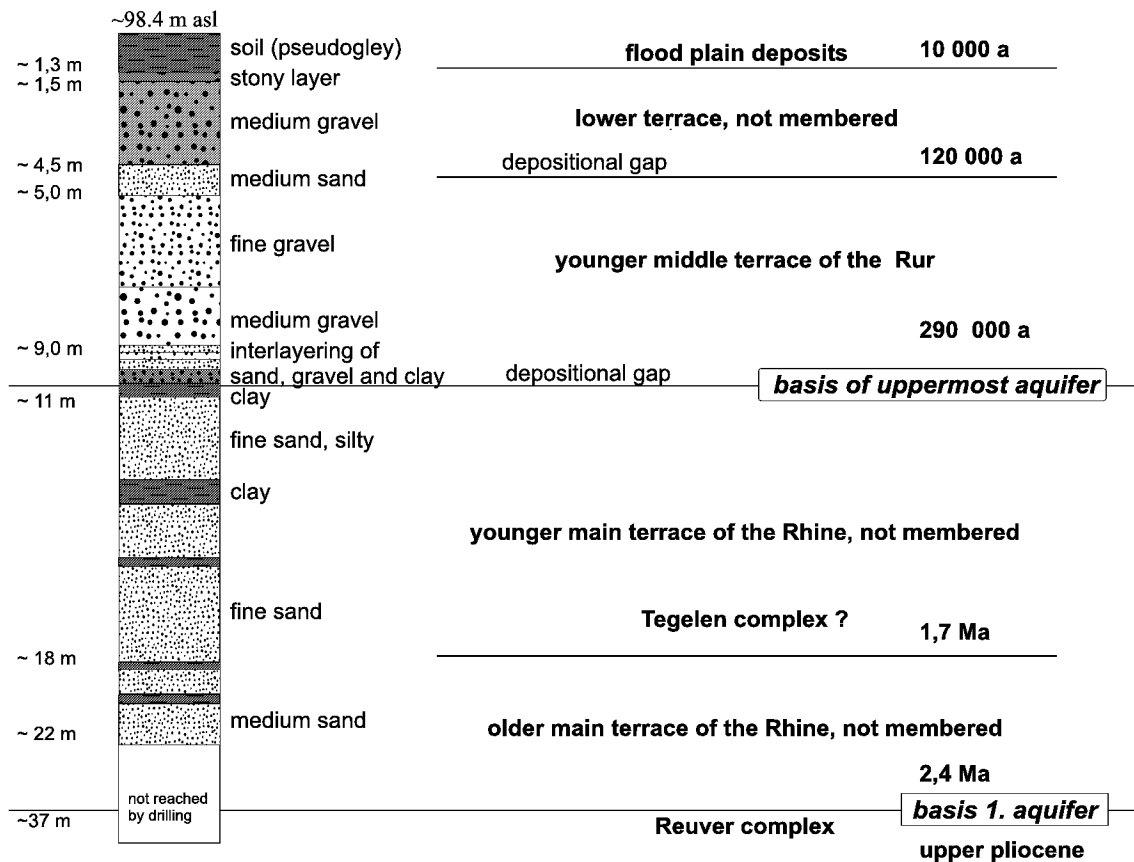 ~98.4 m asl
soil (pseudogley)
flood plain deposits
10 000 a
~ 1,3 m
~ 1,5 m
stony layer
medium gravel
lower terrace, not membered
~ 4,5 m
depositional gap
120 000 a
medium sand
~ 5,0 m
fine gravel
younger middle terrace of the Rur
medium gravel
290 000 a
~ 9,0 m
interlayering of
sand, gravel and clay
depositional gap
basis of uppermost aquifer
~ 11 m
clay
fine sand, silty
clay
younger main terrace of the Rhine, not membered
fine sand
Tegelen complex ?
1,7 Ma
~ 18 m
medium sand
older main terrace of the Rhine, not membered
~ 22 m
2,4 Ma
not reached
by drilling
basis 1. aquifer
~37 m
Reuver complex
upper pliocene